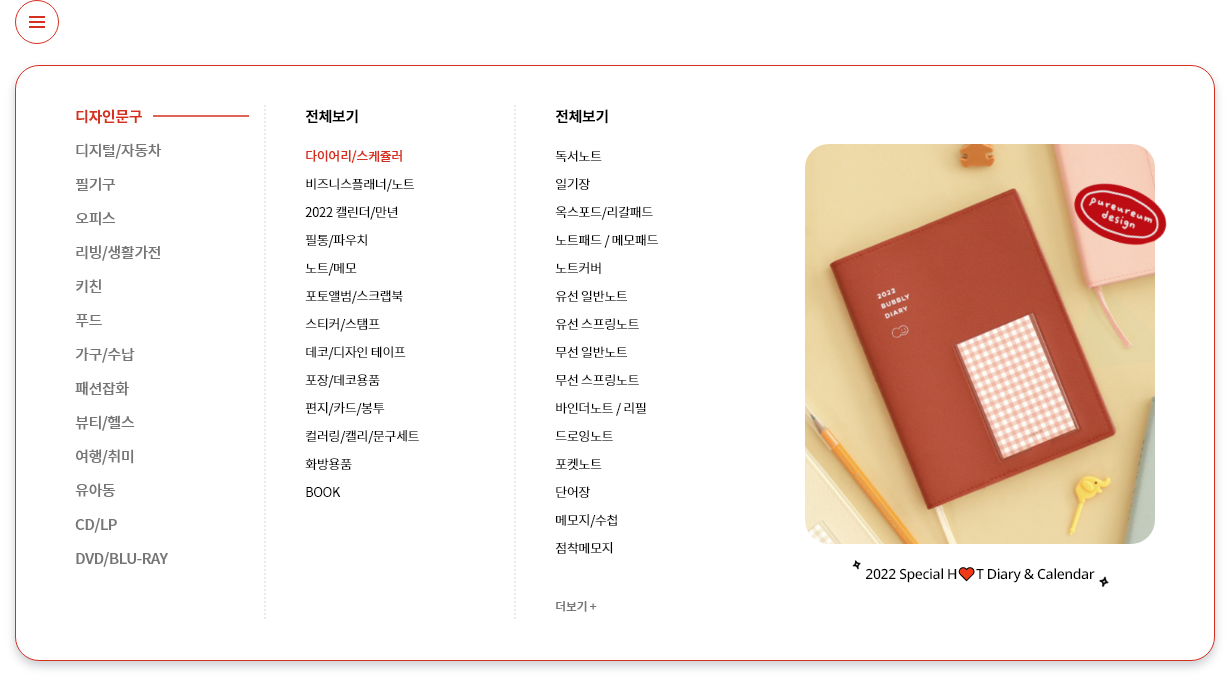 디자인문구
디지털/자동차
필기구
오피스
리빙/생활가전
키친
푸드
가구/수납
패션잡화
뷰티/헬스
여행/취미
유아동
CD/LP
DVD/BLU-RAY
전체보기
다이어리/스케쥴러
비즈니스플래너/노트
2022 캘린더/만년
필통/파우치
노트/메모
포토앨범/스크랩북
스티커/스탬프
데코/디자인 테이프
포장/데코용품
편지/카드/봉투
컬러링/캘리/문구세트
화방용품
BOOK
전체보기
독서노트
일기장
옥스포드/리갈패드
노트패드 / 메모패드
노트커버
유선 일반노트
유선 스프링노트
무선 일반노트
무선 스프링노트
바인더노트 / 리필
드로잉노트
포켓노트
단어장
메모지/수첩
점착메모지
더보기 +
pureureum
design
2022
BUBBLY
DIARY
2022 Special H❤T Diary & Calendar